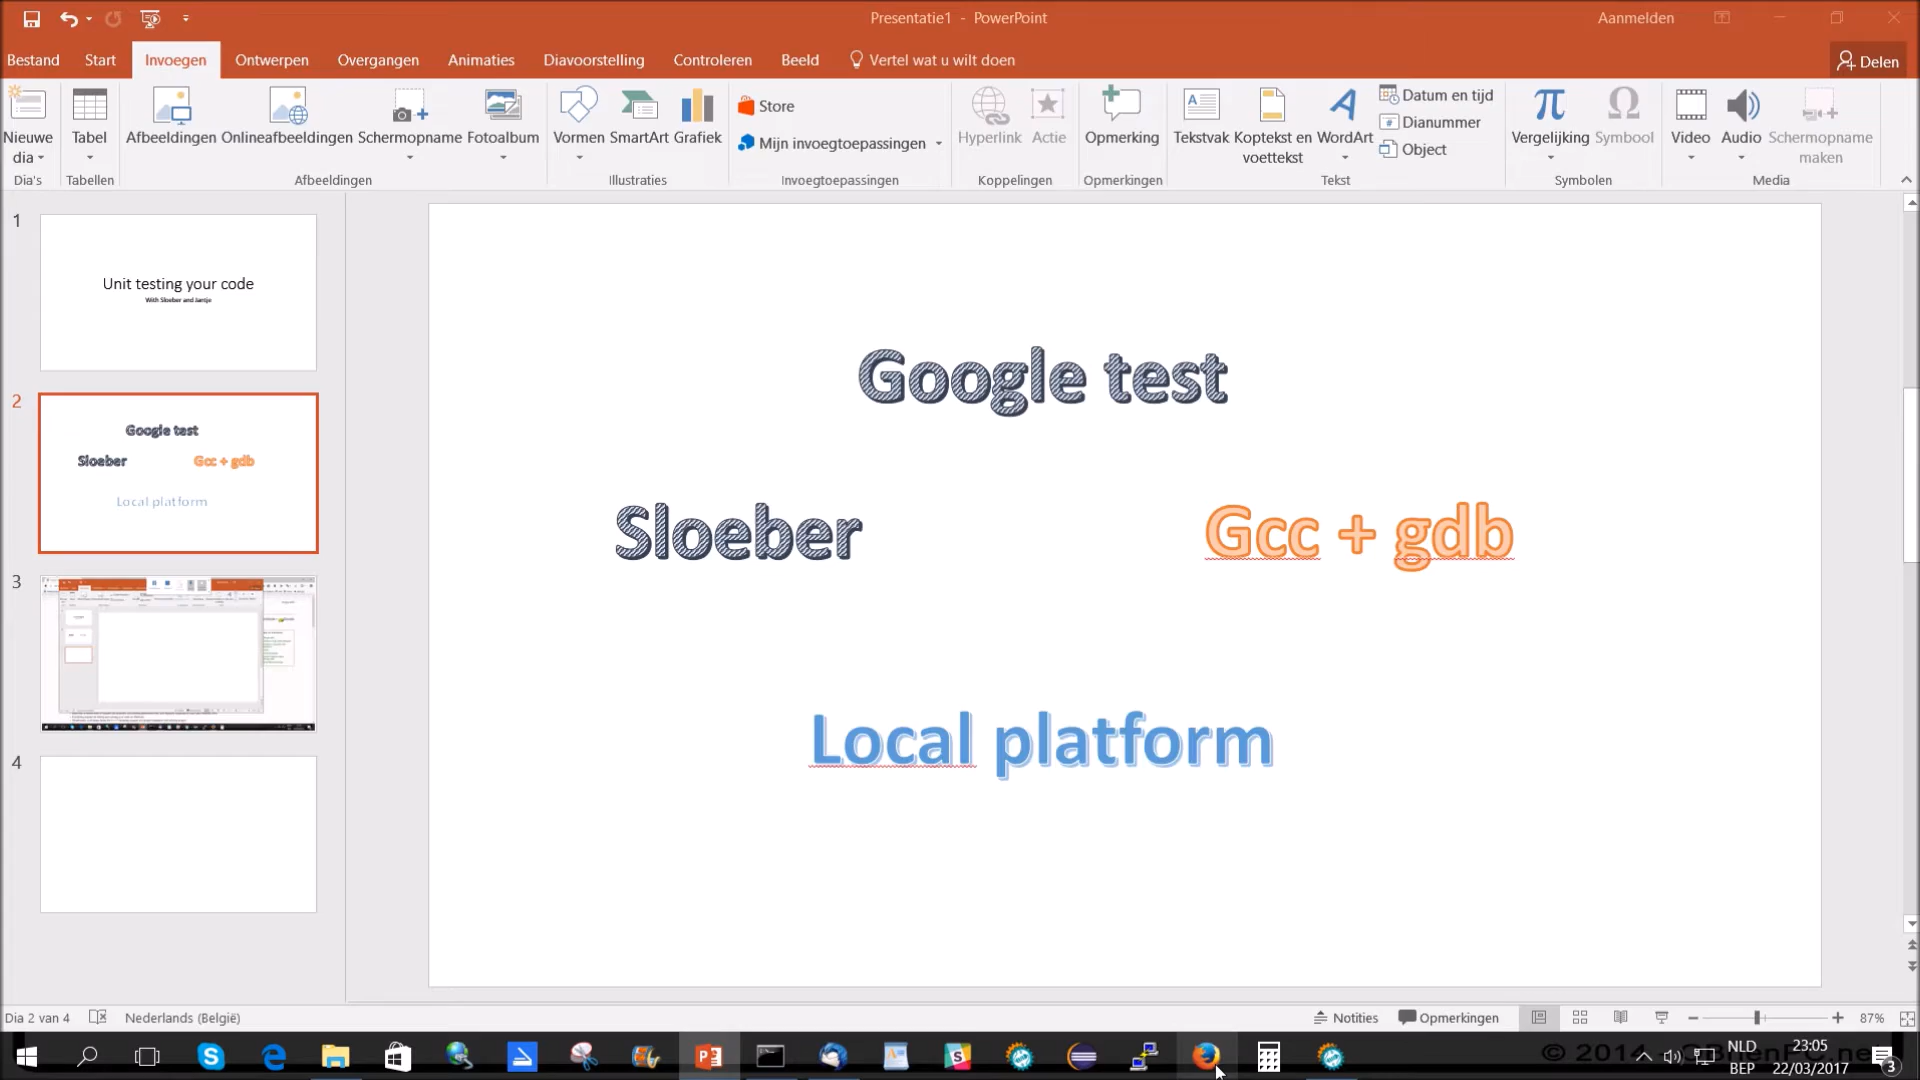 Presentatie1 - PowerPoint
Aanmelden
Bestand Start Invoegen Ontwerpen Overgangen Animaties Diavoorstelling Controleren Beeld Vertel wat u wilt doen
Delen
Nieuwe dia
Tabel
Afbeeldingen Onlineafbeeldingen Schermopname Fotoalbum
Vormen SmartArt Grafiek
Store
Mijn invoegtoepassingen
Hyperlink Actie
Opmerking
Tekstvak Koptekst en voettekst WordArt
Datum en tijd
Dianummer
Object
Vergelijking Symbool
Video Audio Schermopname maken
Dia's Tabellen Afbeeldingen Illustraties Invoegtoepassingen Koppelingen Opmerkingen Tekst Symbolen Media
1
Unit testing your code
With Sloeber and Jantje
2
Google test
Sloeber Gcc + gdb
Local platform
3
4
Google test
Sloeber Gcc + gdb
Local platform
Dia 2 van 4 Nederlands (België)
Notities Opmerkingen 87%
NLD
BEP
23:05
22/03/2017
3